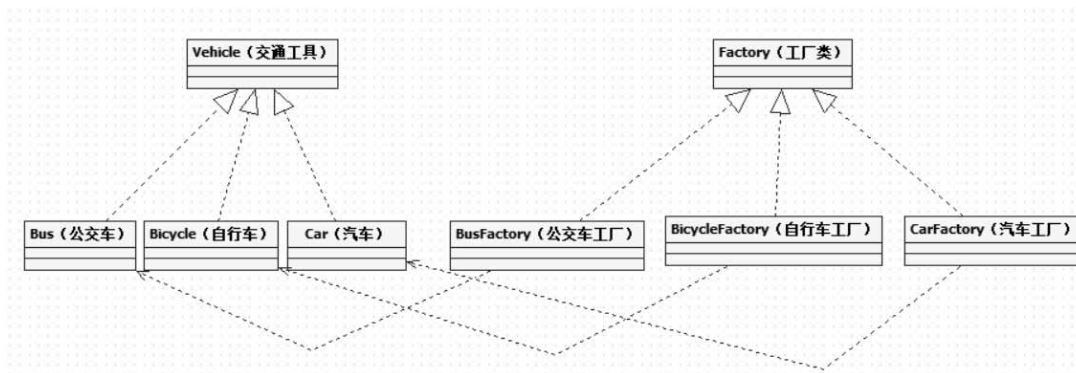 Vehicle（交通工具）
Factory（工厂类）
Bus（公交车）
Bicycle（自行车）
Car（汽车）
BusFactory（公交车工厂）
BicycleFactory（自行车工厂）
CarFactory（汽车工厂）